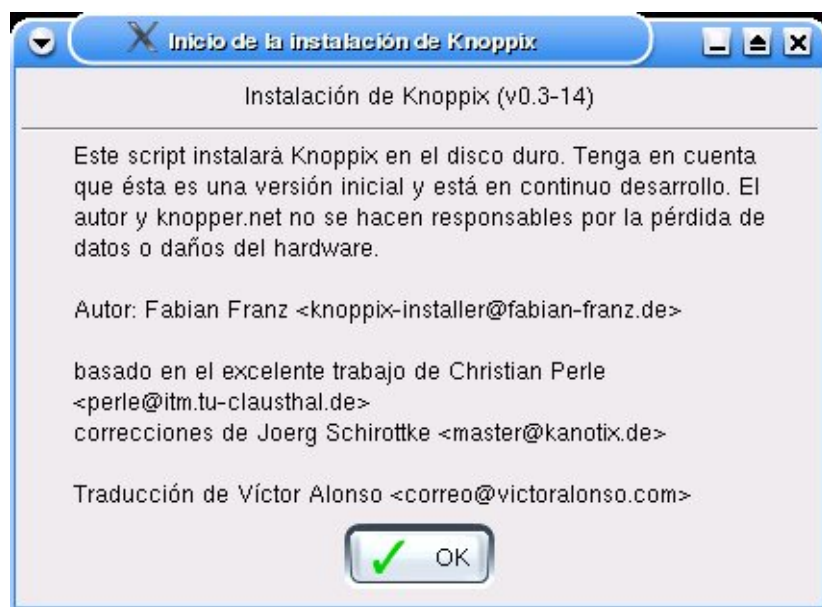 Inicio de la instalación de Knoppix
Instalación de Knoppix (v0.3-14)
Este script instalará Knoppix en el disco duro. Tenga en cuenta
que ésta es una versión inicial y está en continuo desarrollo. El
autor y knopper.net no se hacen responsables por la pérdida de
datos o daños del hardware.
Autor: Fabian Franz <knoppix-installer@fabian-franz.de>
basado en el excelente trabajo de Christian Perle
<perle@itm.tu-clausthal.de>
correcciones de Joerg Schirottke <master@kanotix.de>
Traducción de Víctor Alonso <correo@victoralonso.com>
OK